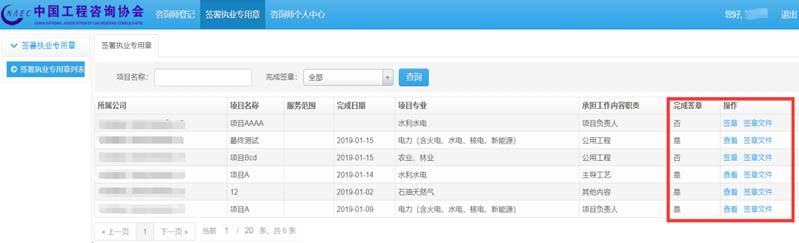 CNAEC 中国工程咨询协会 咨询师登记 签署执业专用章 咨询师个人中心 您好, 退出
CHINA NATIONAL ASSOCIATION OF ENGINEERING CONSULTANTS
签署执业专用章
签署执业专用章列表
签署执业专用章
项目名称: 完成签章: 全部 查询
所属公司 项目名称 服务范围 完成日期 项目专业 承担工作内容职责 完成签章 操作
项目AAAA 水利水电 项目负责人 否 签章 签章文件
最终测试 2019-01-15 电力（含火电、水电、核电、新能源） 公用工程 是 查看 签章文件
项目Bcd 2019-01-15 农业、林业 公用工程 否 签章 签章文件
项目A 2019-01-14 水利水电 主导工艺 是 查看 签章文件
12 2019-01-02 石油天然气 其他内容 是 查看 签章文件
项目A 2019-01-09 电力（含火电、水电、核电、新能源） 项目负责人 是 查看 签章文件
« 上一页 1 下一页 » 当前 1 / 20 条、共 6 条